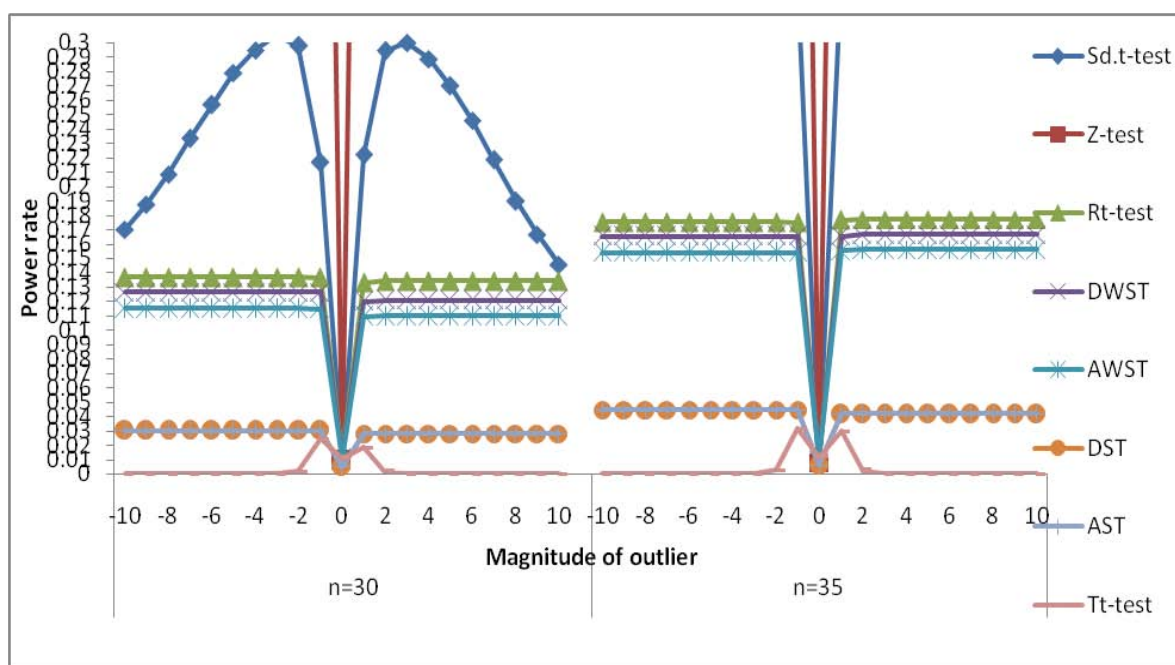 0.3
0.29
0.28
0.27
0.26
0.25
0.24
0.23
0.22
0.21
0.2
0.19
0.18
0.17
0.16
0.15
0.14
0.13
0.12
0.11
0.1
0.09
0.08
0.07
0.06
0.05
0.04
0.03
0.02
0.01
0
Power rate
-10 -8 -6 -4 -2 0 2 4 6 8 10 -10 -8 -6 -4 -2 0 2 4 6 8 10
Magnitude of outlier
n=30 n=35
Sd.t-test
Z-test
Rt-test
DWST
AWST
DST
AST
Tt-test